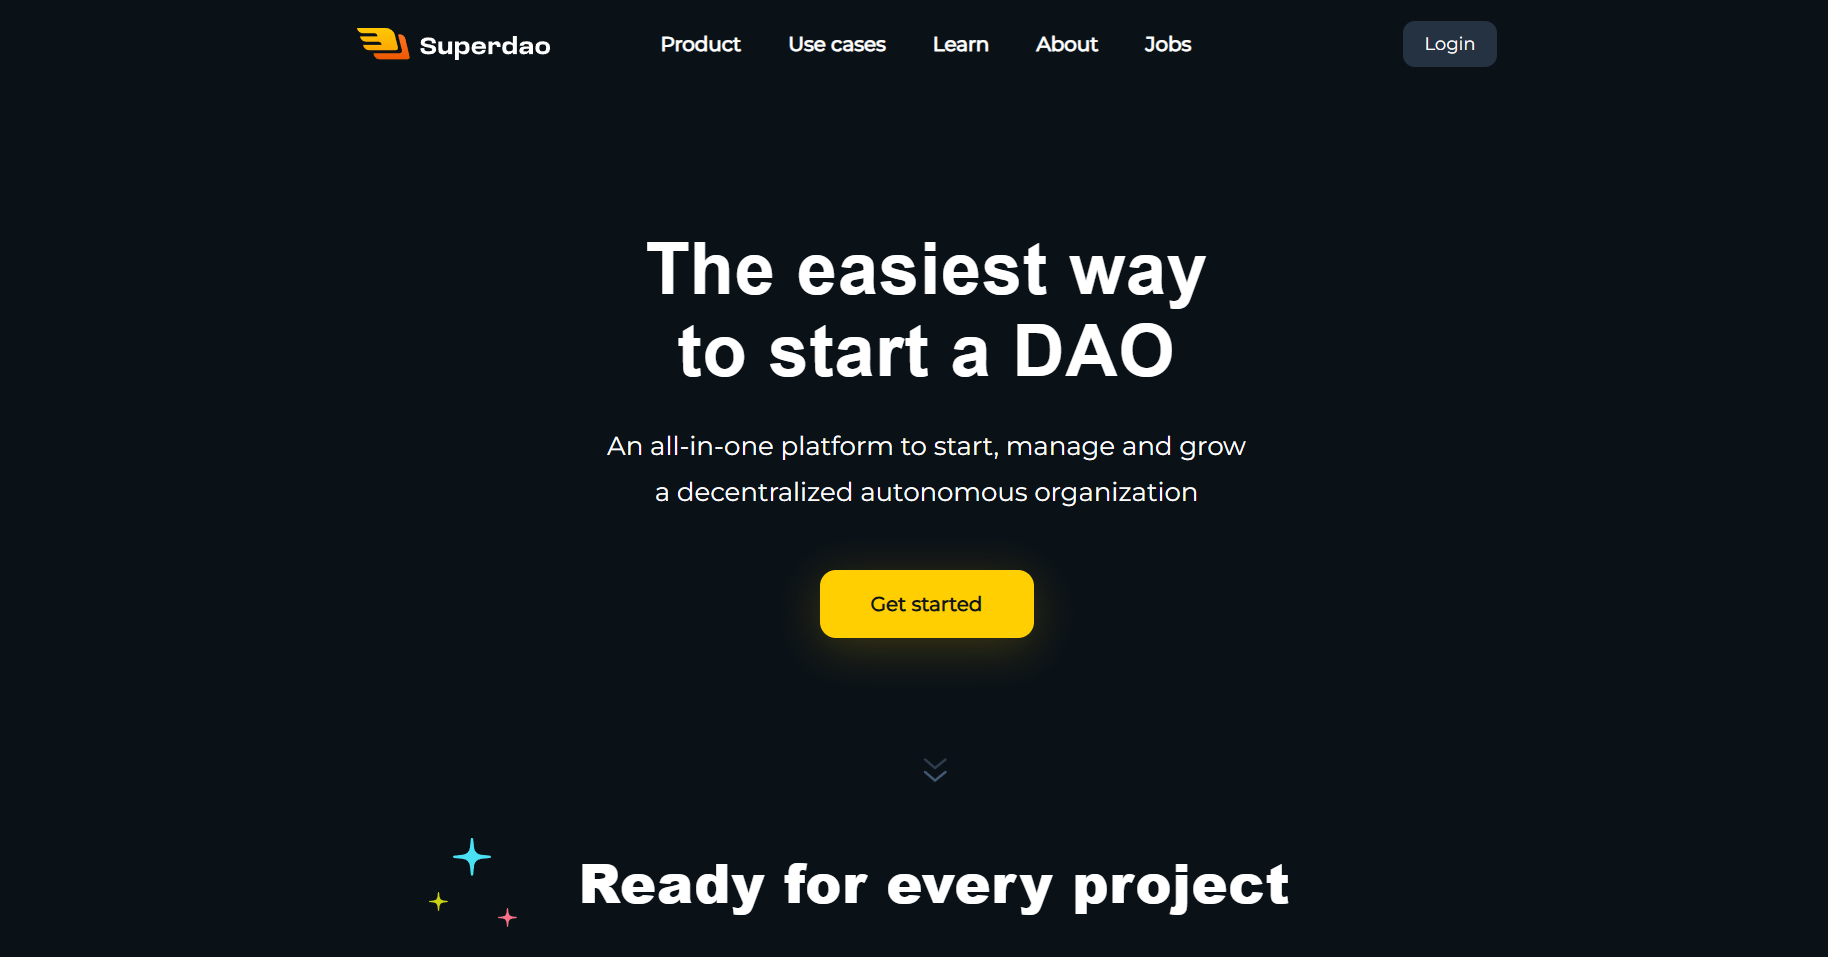 Superdao
Product
Use cases
Learn
About
Jobs
Login
The easiest way
to start a DAO
An all-in-one platform to start, manage and grow
a decentralized autonomous organization
Get started
Ready for every project